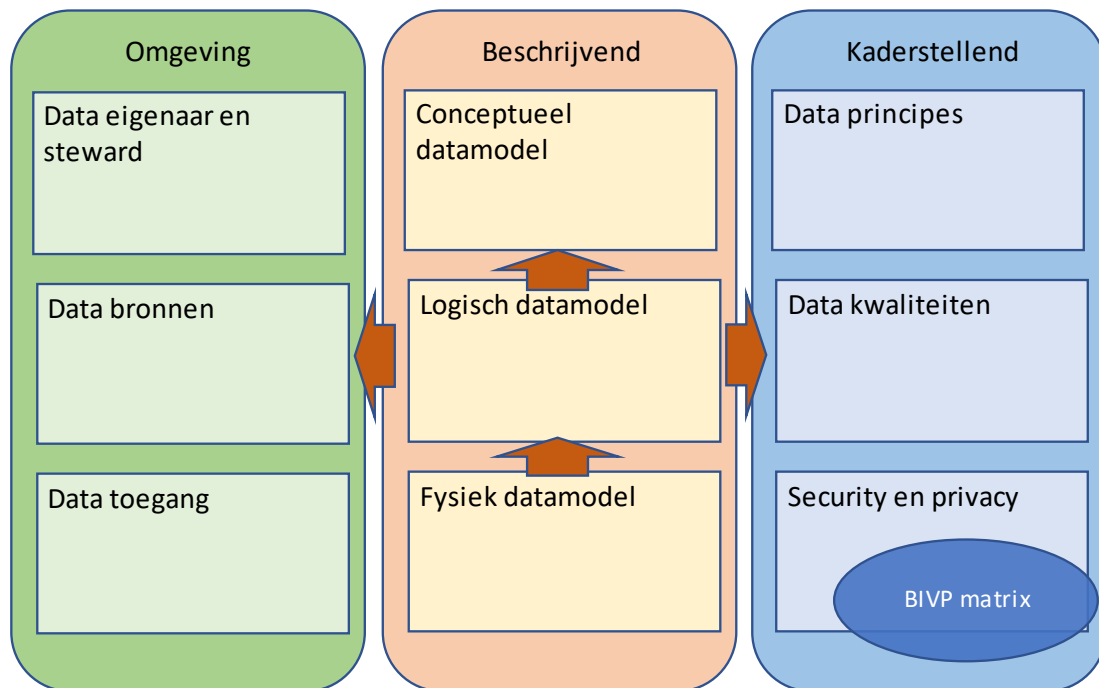 Omgeving
Data eigenaar en
steward
Data bronnen
Data toegang
Beschrijvend
Conceptueel
datamodel
Logisch datamodel
Fysiek datamodel
Kaderstellend
Data principes
Data kwaliteiten
Security en privacy
BIVP matrix